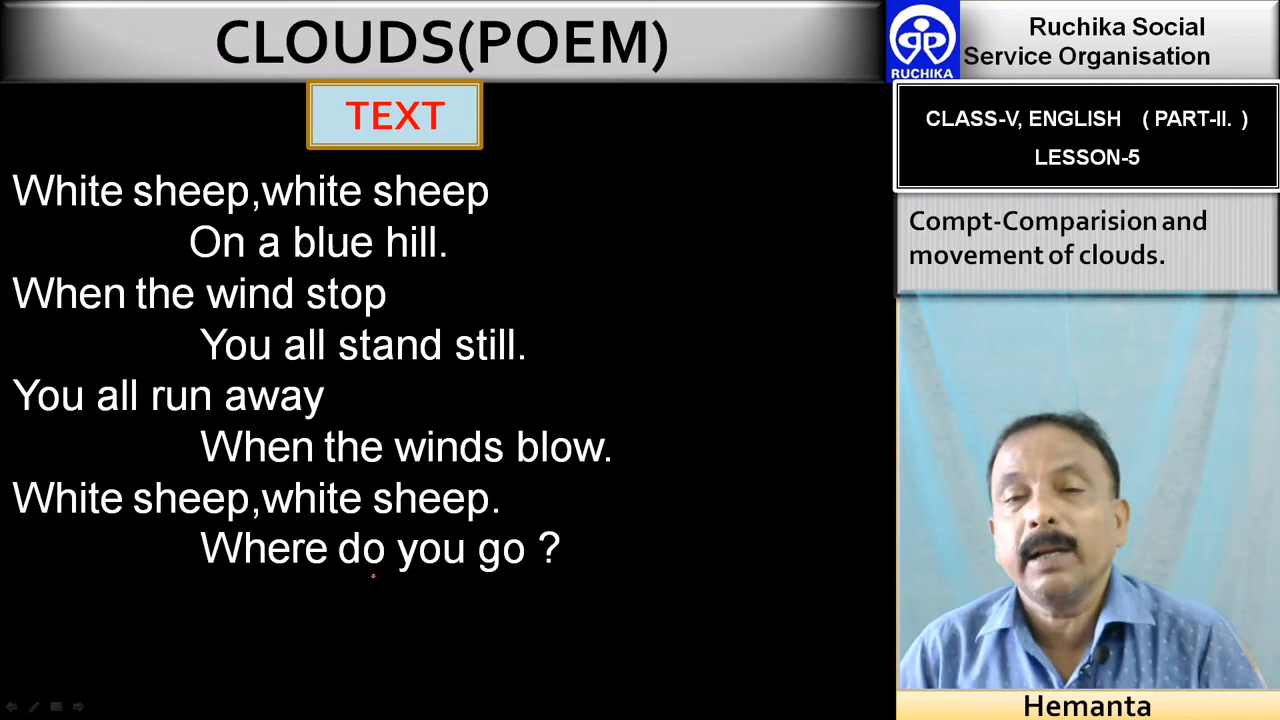 CLOUDS(POEM)
TEXT
White sheep,white sheep
On a blue hill.
When the wind stop
You all stand still.
You all run away
When the winds blow.
White sheep,white sheep.
Where do you go ?
RUCHIKA
Ruchika Social
Service Organisation
CLASS-V, ENGLISH ( PART-II. )
LESSON-5
Compt-Comparision and
movement of clouds.
Hemanta